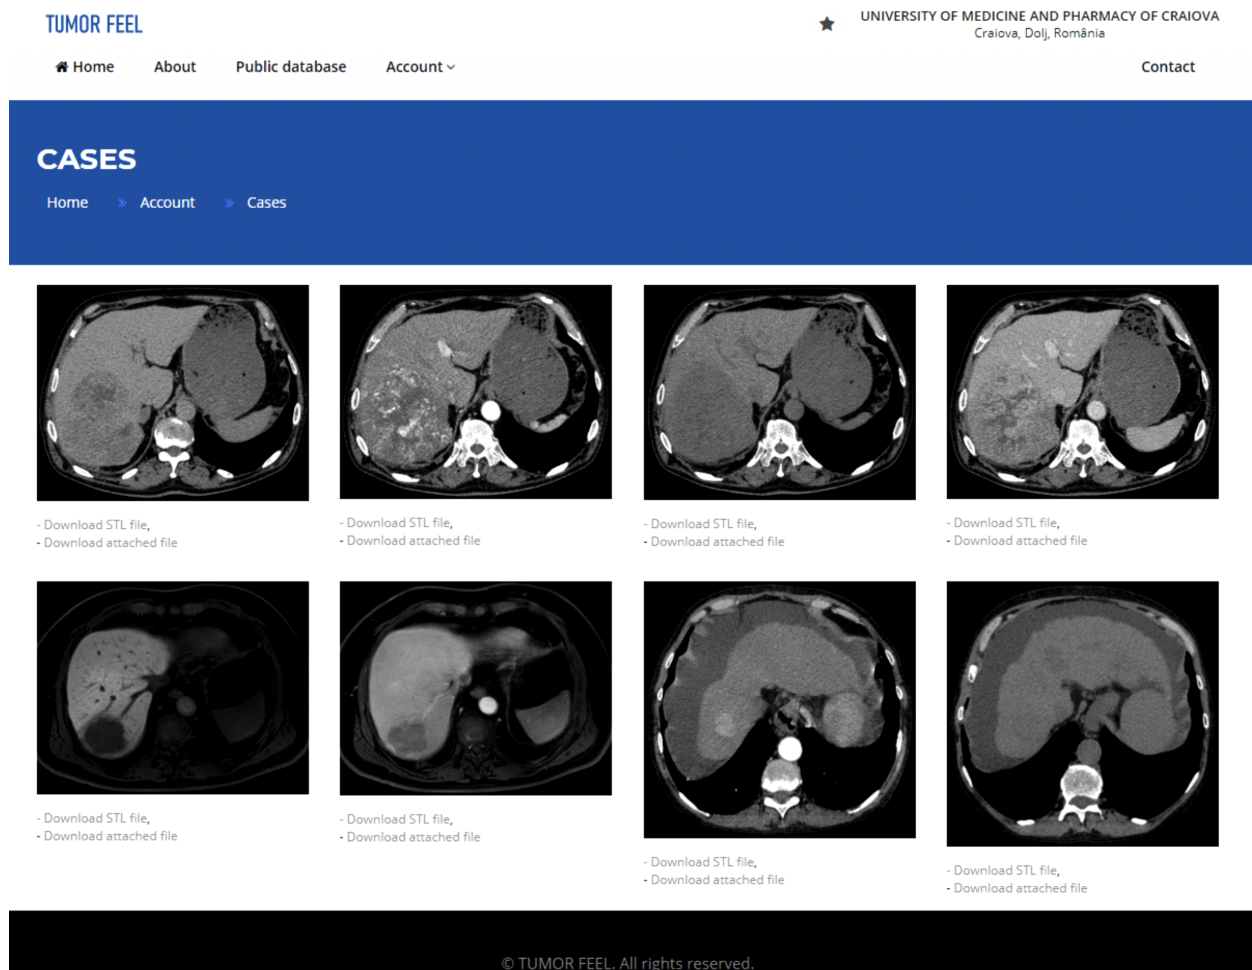 TUMOR FEEL
UNIVERSITY OF MEDICINE AND PHARMACY OF CRAIOVA
Craiova, Dolj, România
Home About Public database Account Contact
CASES
Home » Account » Cases
- Download STL file,
- Download attached file
- Download STL file,
- Download attached file
- Download STL file,
- Download attached file
- Download STL file,
- Download attached file
- Download STL file,
- Download attached file
- Download STL file,
- Download attached file
- Download STL file,
- Download attached file
- Download STL file,
- Download attached file
© TUMOR FEEL. All rights reserved.